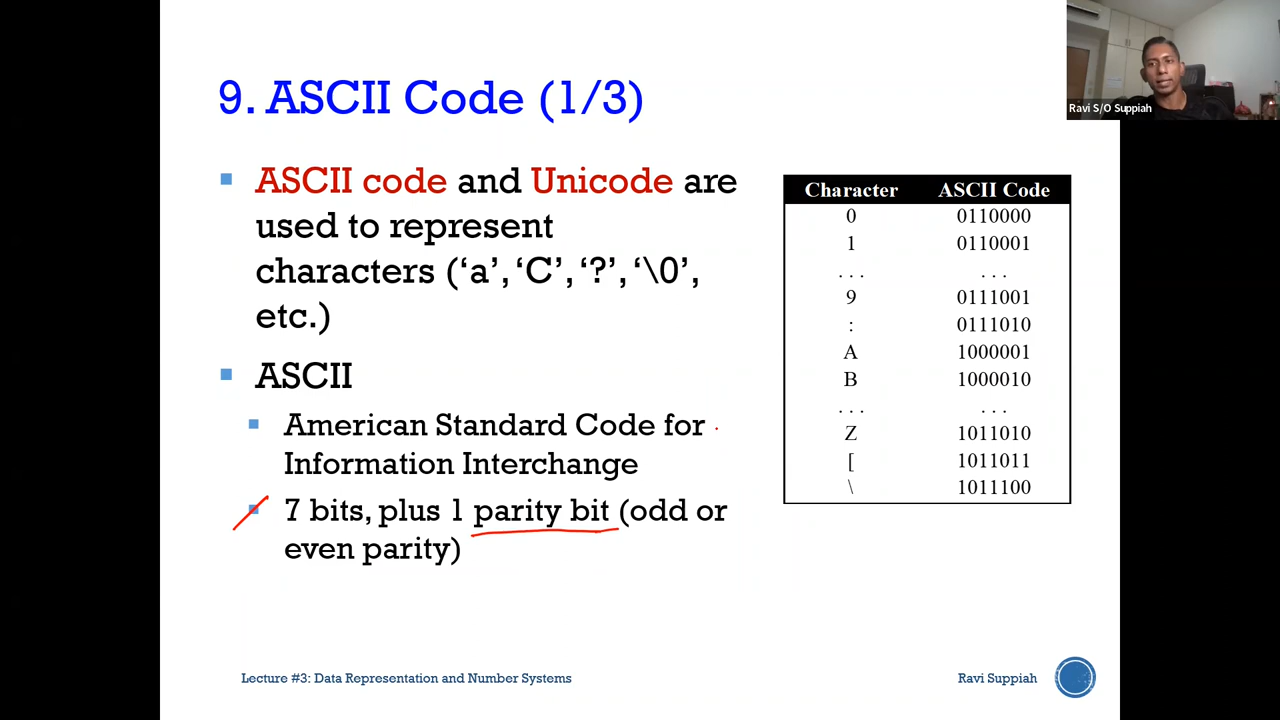 9. ASCII Code (1/3)
Ravi S/O Suppiah
ASCII code and Unicode are
used to represent
characters (‘a’, ‘C’, ‘?’, ‘\0’,
etc.)
ASCII
American Standard Code for
Information Interchange
7 bits, plus 1 parity bit (odd or
even parity)
Character ASCII Code
0 0110000
1 0110001
. . . . . .
9 0111001
: 0111010
A 1000001
B 1000010
. . . . . .
Z 1011010
[ 1011011
\ 1011100
Lecture #3: Data Representation and Number Systems
Ravi Suppiah